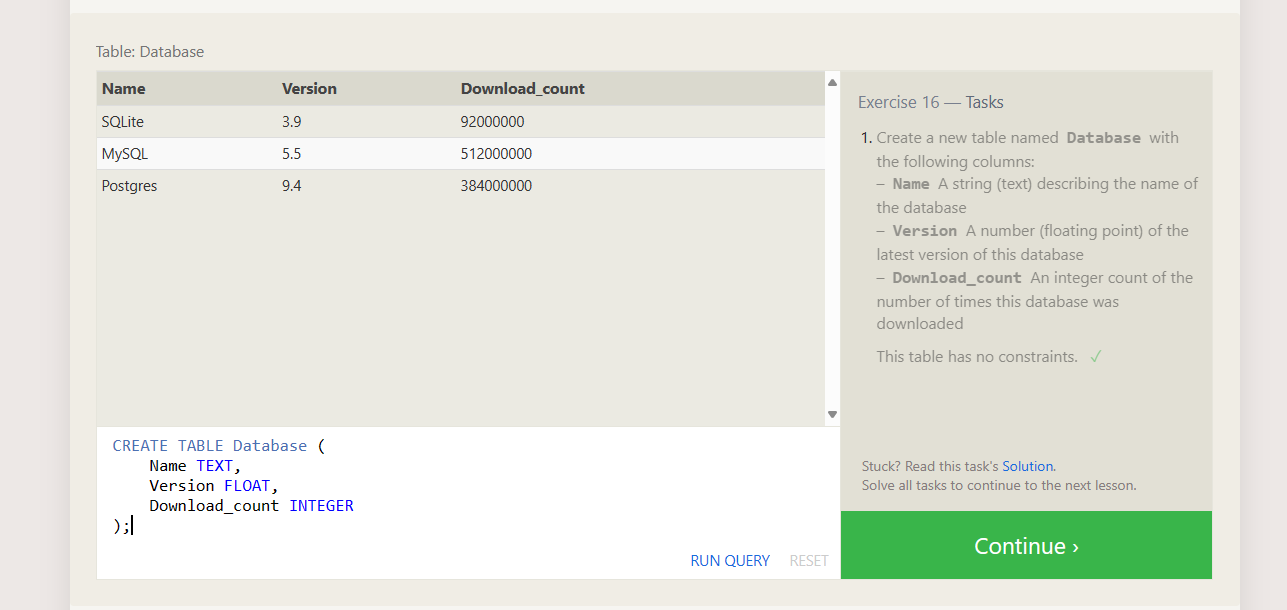 Table: Database
Name Version Download_count
SQLite 3.9 92000000
MySQL 5.5 512000000
Postgres 9.4 384000000
CREATE TABLE Database (
    Name TEXT,
    Version FLOAT,
    Download_count INTEGER
);
RUN QUERY RESET
Exercise 16 — Tasks
1. Create a new table named Database with
the following columns:
– Name A string (text) describing the name of
the database
– Version A number (floating point) of the
latest version of this database
– Download_count An integer count of the
number of times this database was
downloaded
This table has no constraints. ✓
Stuck? Read this task's Solution.
Solve all tasks to continue to the next lesson.
Continue ›